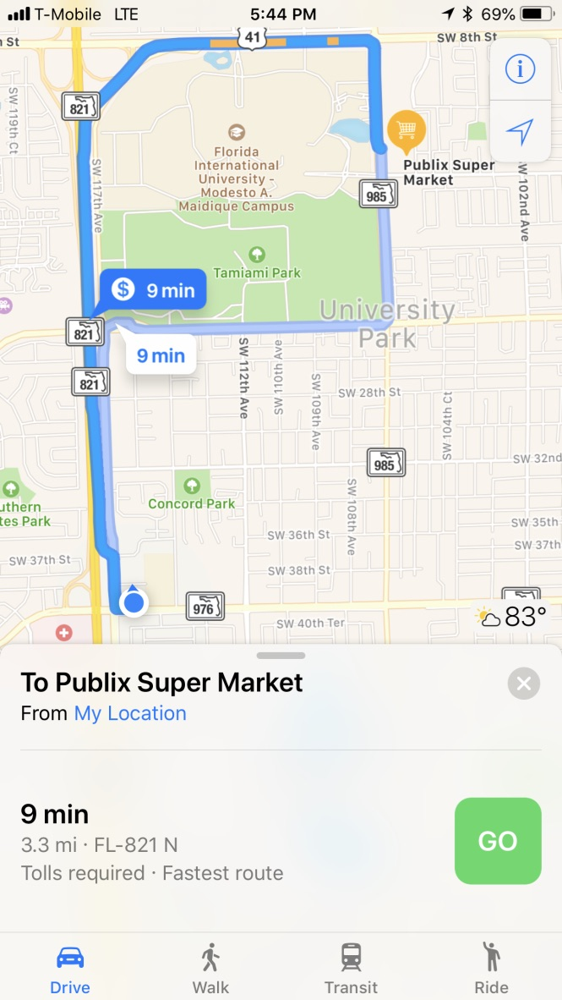 T-Mobile LTE
5:44 PM
69%
n St
41
SW 8th St
821
SW 119th Ct
SW 117th Ave
Florida
International
University -
Modesto A.
Maidique Campus
Publix Super
Market
W 102nd Ave
985
Tamiami Park
$ 9 min
University
Park
821
9 min
821
SW 112th Ave
SW 110th Ave
SW 109th Ave
SW 28th St
SW 104th Ct
985
SW 32nd
uthern
tes Park
Concord Park
SW 108th Ave
SW 35th
SW 36th St
SW 37th
SW 37th St
SW 38th St
976
83°
SW 40th Ter
To Publix Super Market
From My Location
9 min
3.3 mi · FL-821 N
Tolls required · Fastest route
GO
Drive
Walk
Transit
Ride